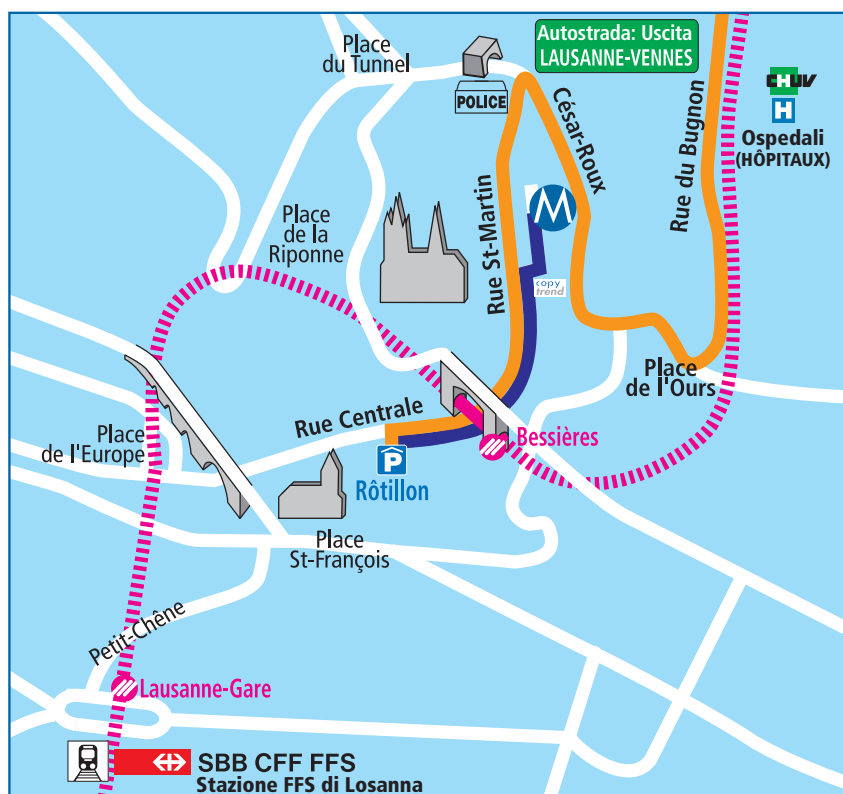 Autostrada: Uscita
LAUSANNE-VENNES
Place
du Tunnel
POLICE
César-Roux
Rue du Bugnon
CHUV
H
Ospedali
(HÔPITAUX)
Place
de la
Riponne
Rue St-Martin
M
copy
trend
Place
de l'Ours
Rue Centrale
Bessières
Place
de l'Europe
P
Rôtillon
Place
St-François
Petit-Chêne
Lausanne-Gare
SBB CFF FFS
Stazione FFS di Losanna